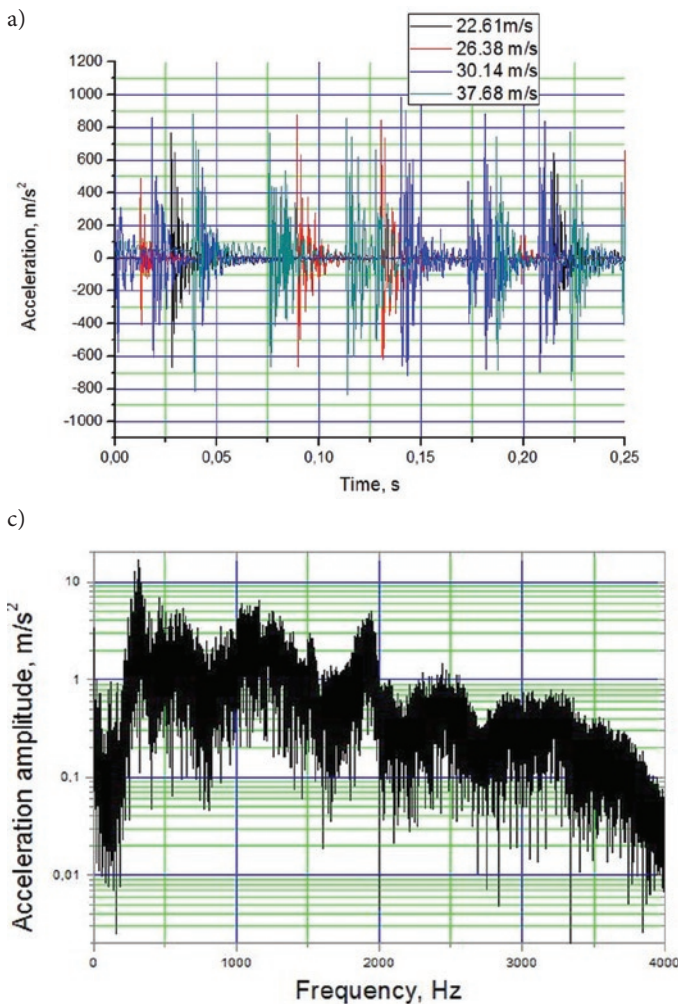 a)
22.61m/s
26.38 m/s
30.14 m/s
37.68 m/s
Acceleration, m/s²
1200
1000
800
600
400
200
0
-200
-400
-600
-800
-1000
0,00 0,05 0,10 0,15 0,20 0,25
Time, s
c)
Acceleration amplitude, m/s²
10
1
0.1
0,01
0 1000 2000 3000 4000
Frequency, Hz